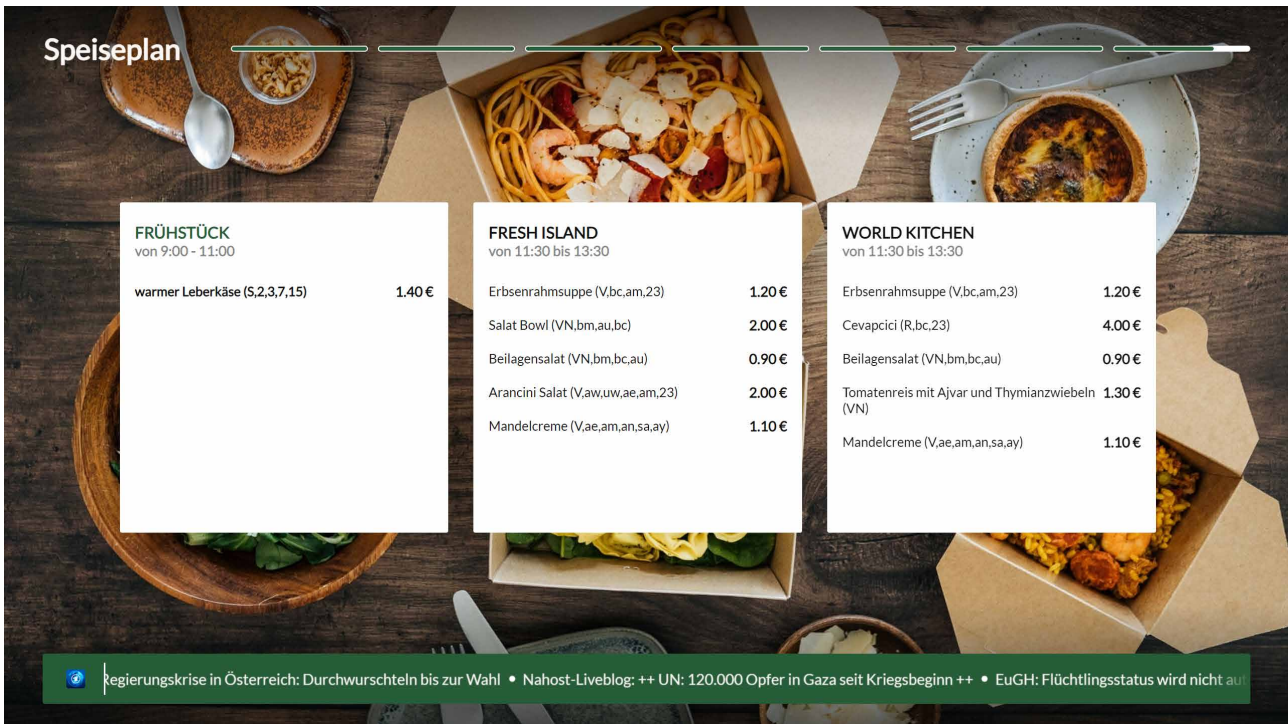 Speiseplan
FRÜHSTÜCK
von 9:00 - 11:00
warmer Leberkäse (S,2,3,7,15) 1.40 €
FRESH ISLAND
von 11:30 bis 13:30
Erbsenrahmsuppe (V,bc,am,23) 1.20 €
Salat Bowl (VN,bm,au,bc) 2.00 €
Beilagensalat (VN,bm,bc,au) 0.90 €
Arancini Salat (V,aw,uw,ae,am,23) 2.00 €
Mandelcreme (V,ae,am,an,sa,ay) 1.10 €
WORLD KITCHEN
von 11:30 bis 13:30
Erbsenrahmsuppe (V,bc,am,23) 1.20 €
Cevapcici (R,bc,23) 4.00 €
Beilagensalat (VN,bm,bc,au) 0.90 €
Tomatenreis mit Ajvar und Thymianzwiebeln 1.30 €
(VN)
Mandelcreme (V,ae,am,an,sa,ay) 1.10 €
Regierungskrise in Österreich: Durchwurschteln bis zur Wahl • Nahost-Liveblog: ++ UN: 120.000 Opfer in Gaza seit Kriegsbeginn ++ • EuGH: Flüchtlingsstatus wird nicht